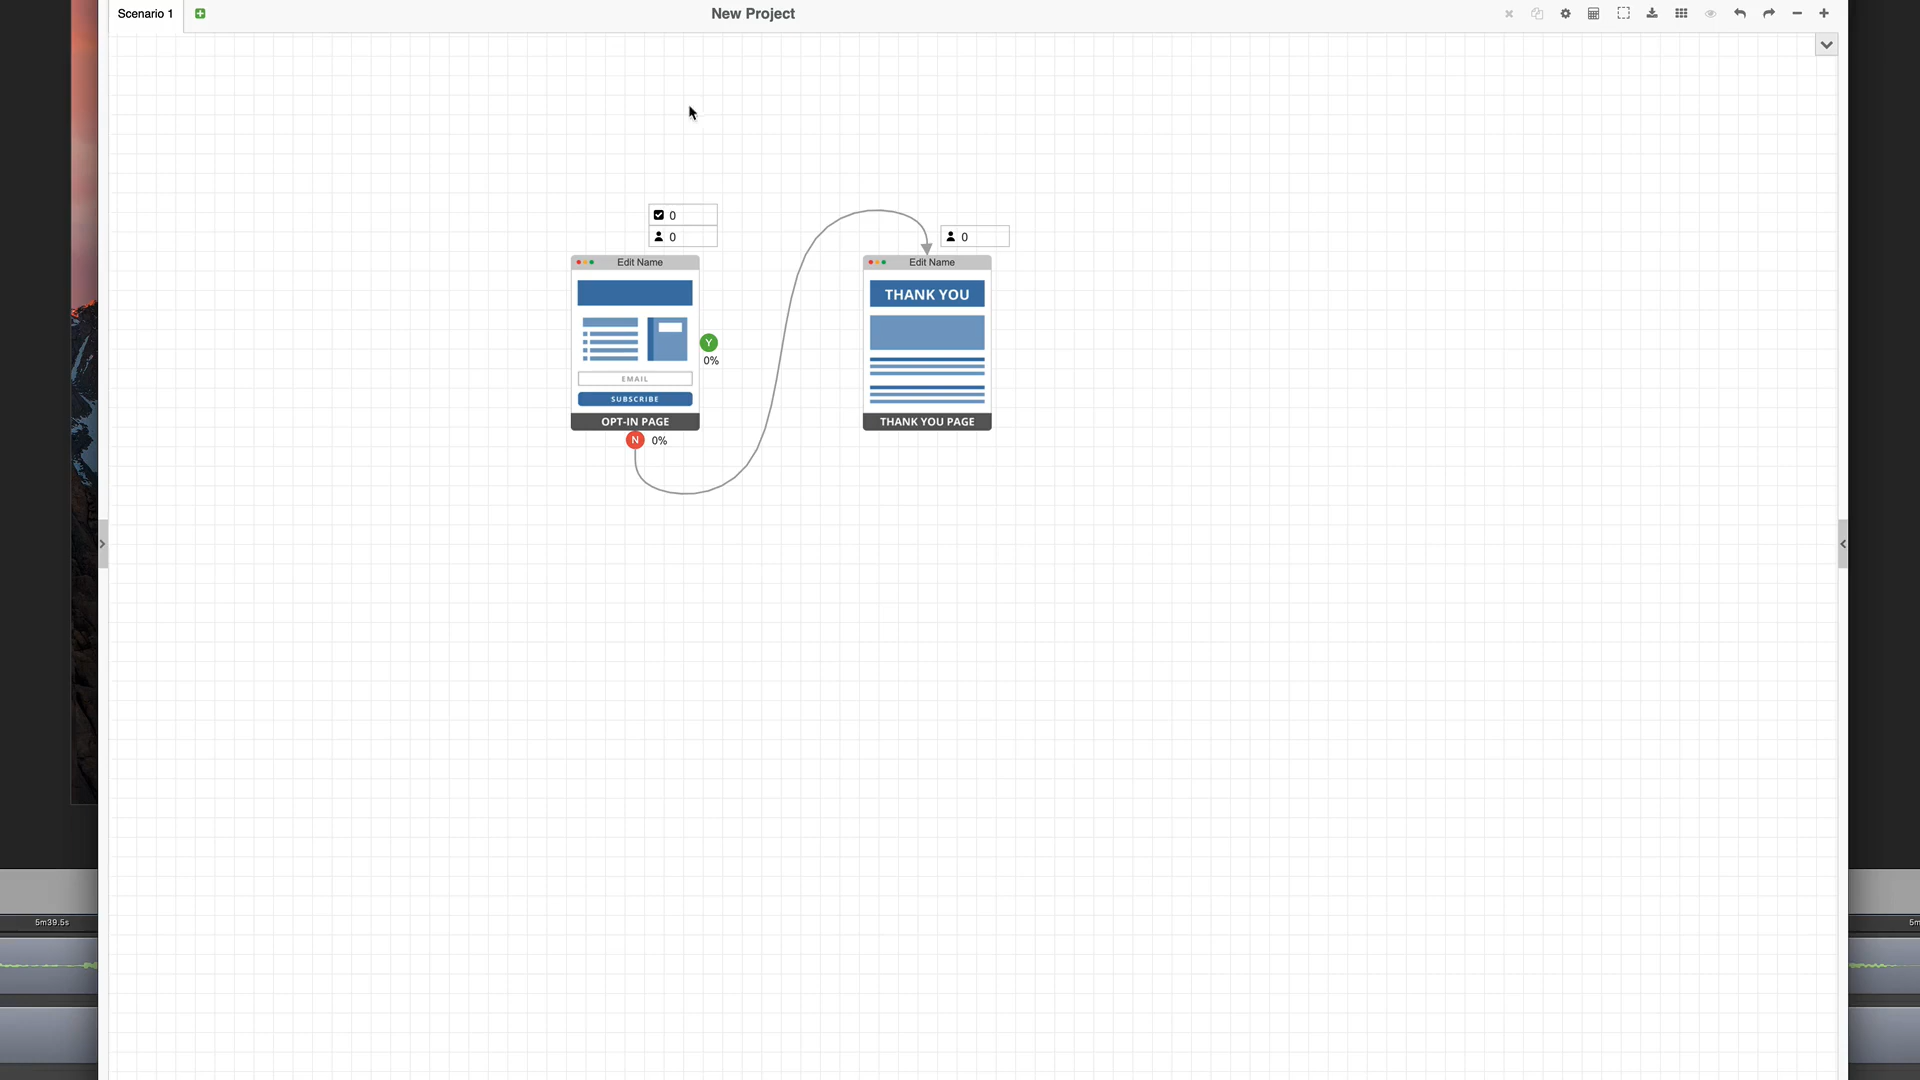 Scenario 1
New Project
0
0
0
Edit Name
Edit Name
THANK YOU
Y
0%
EMAIL
SUBSCRIBE
OPT-IN PAGE
THANK YOU PAGE
N 0%
5m39.5s
5m